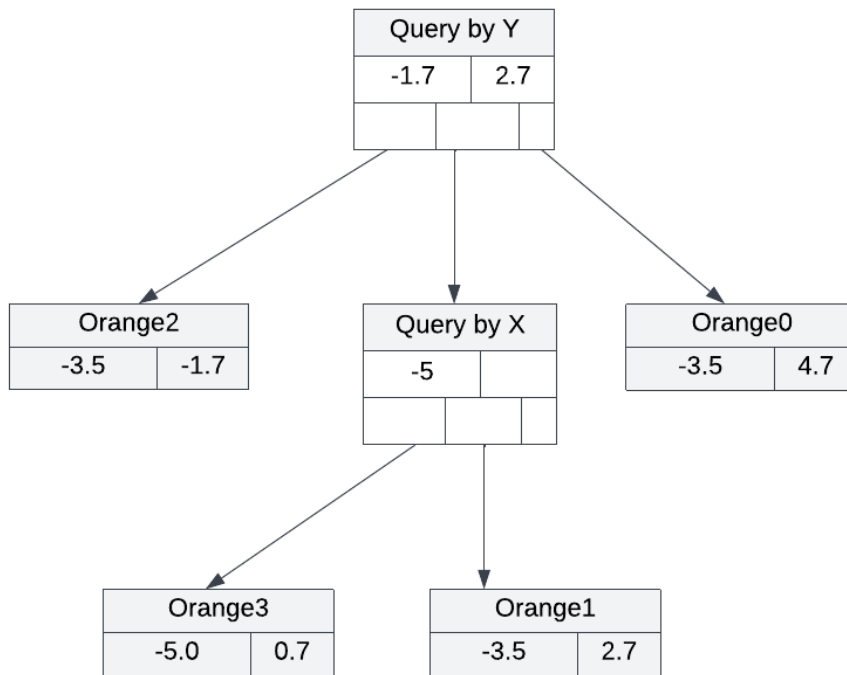 Query by Y
-1.7 2.7
Orange2
-3.5 -1.7
Query by X
-5
Orange0
-3.5 4.7
Orange3
-5.0 0.7
Orange1
-3.5 2.7